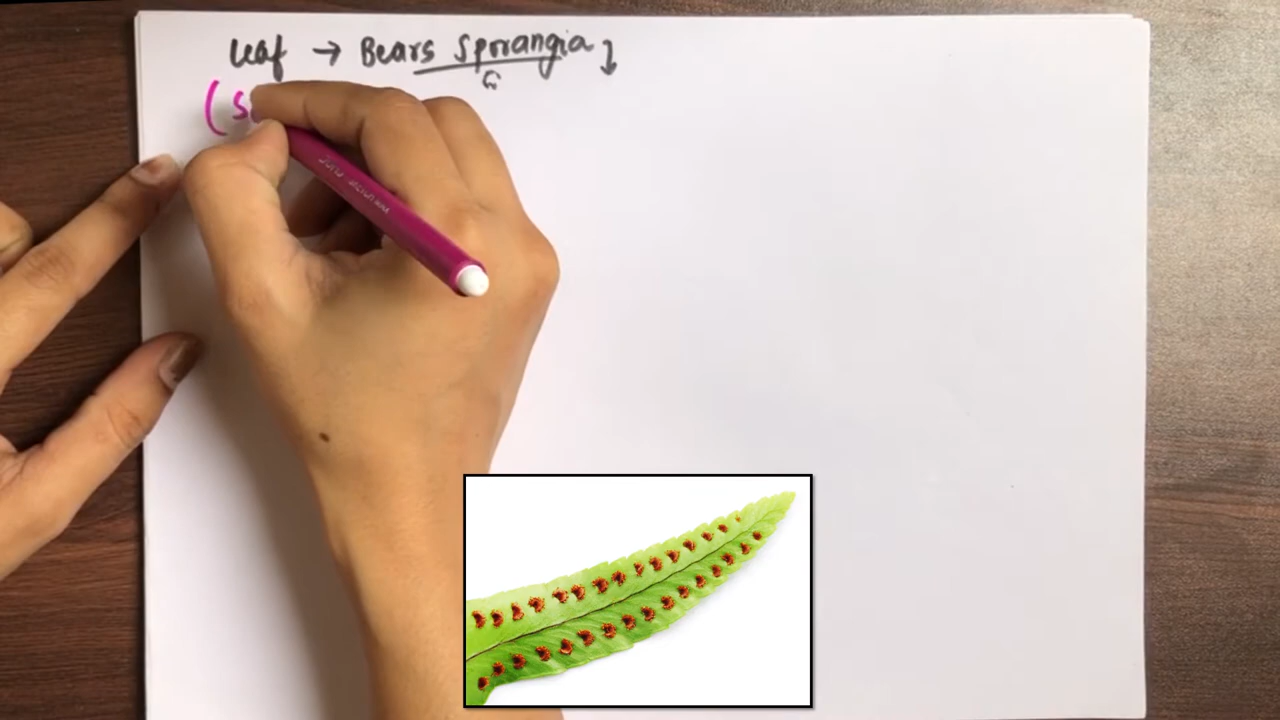 leaf → Bears Sporangia ↓
(S